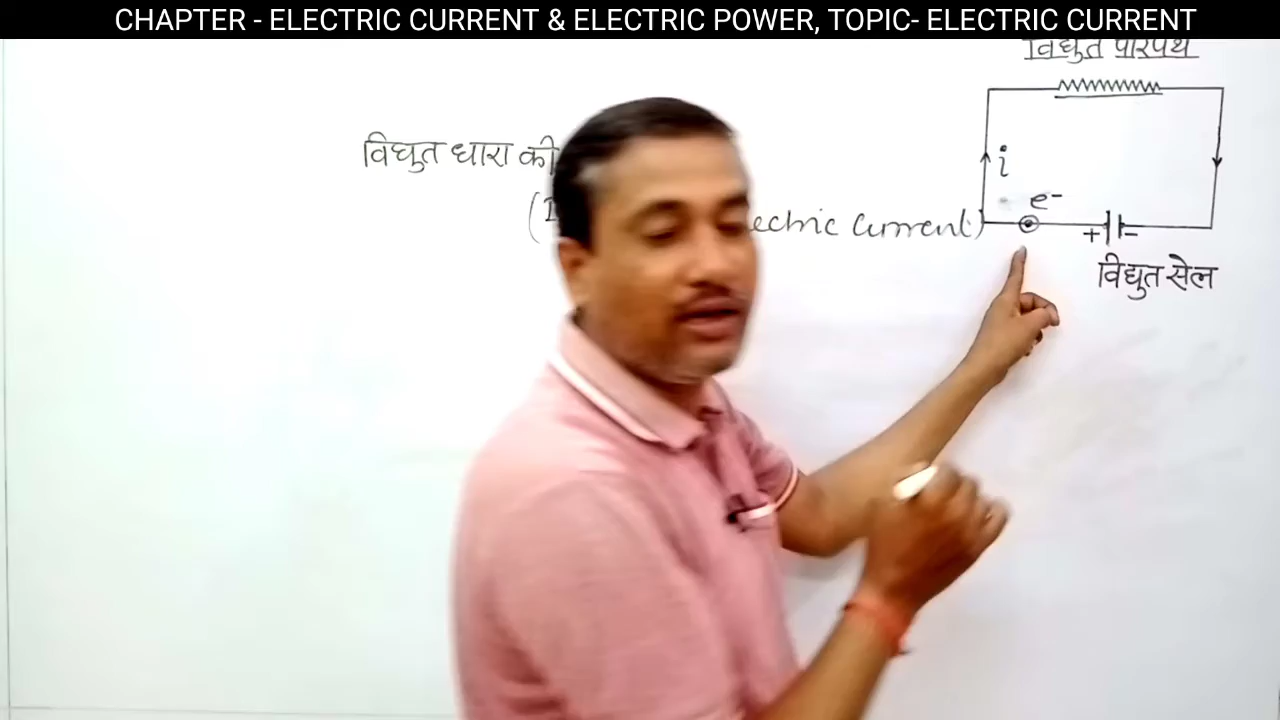 CHAPTER - ELECTRIC CURRENT & ELECTRIC POWER, TOPIC- ELECTRIC CURRENT
विद्युत परिपथ
विद्युत धारा की
i
e-
ectric Current)
+ -
विद्युत सेल